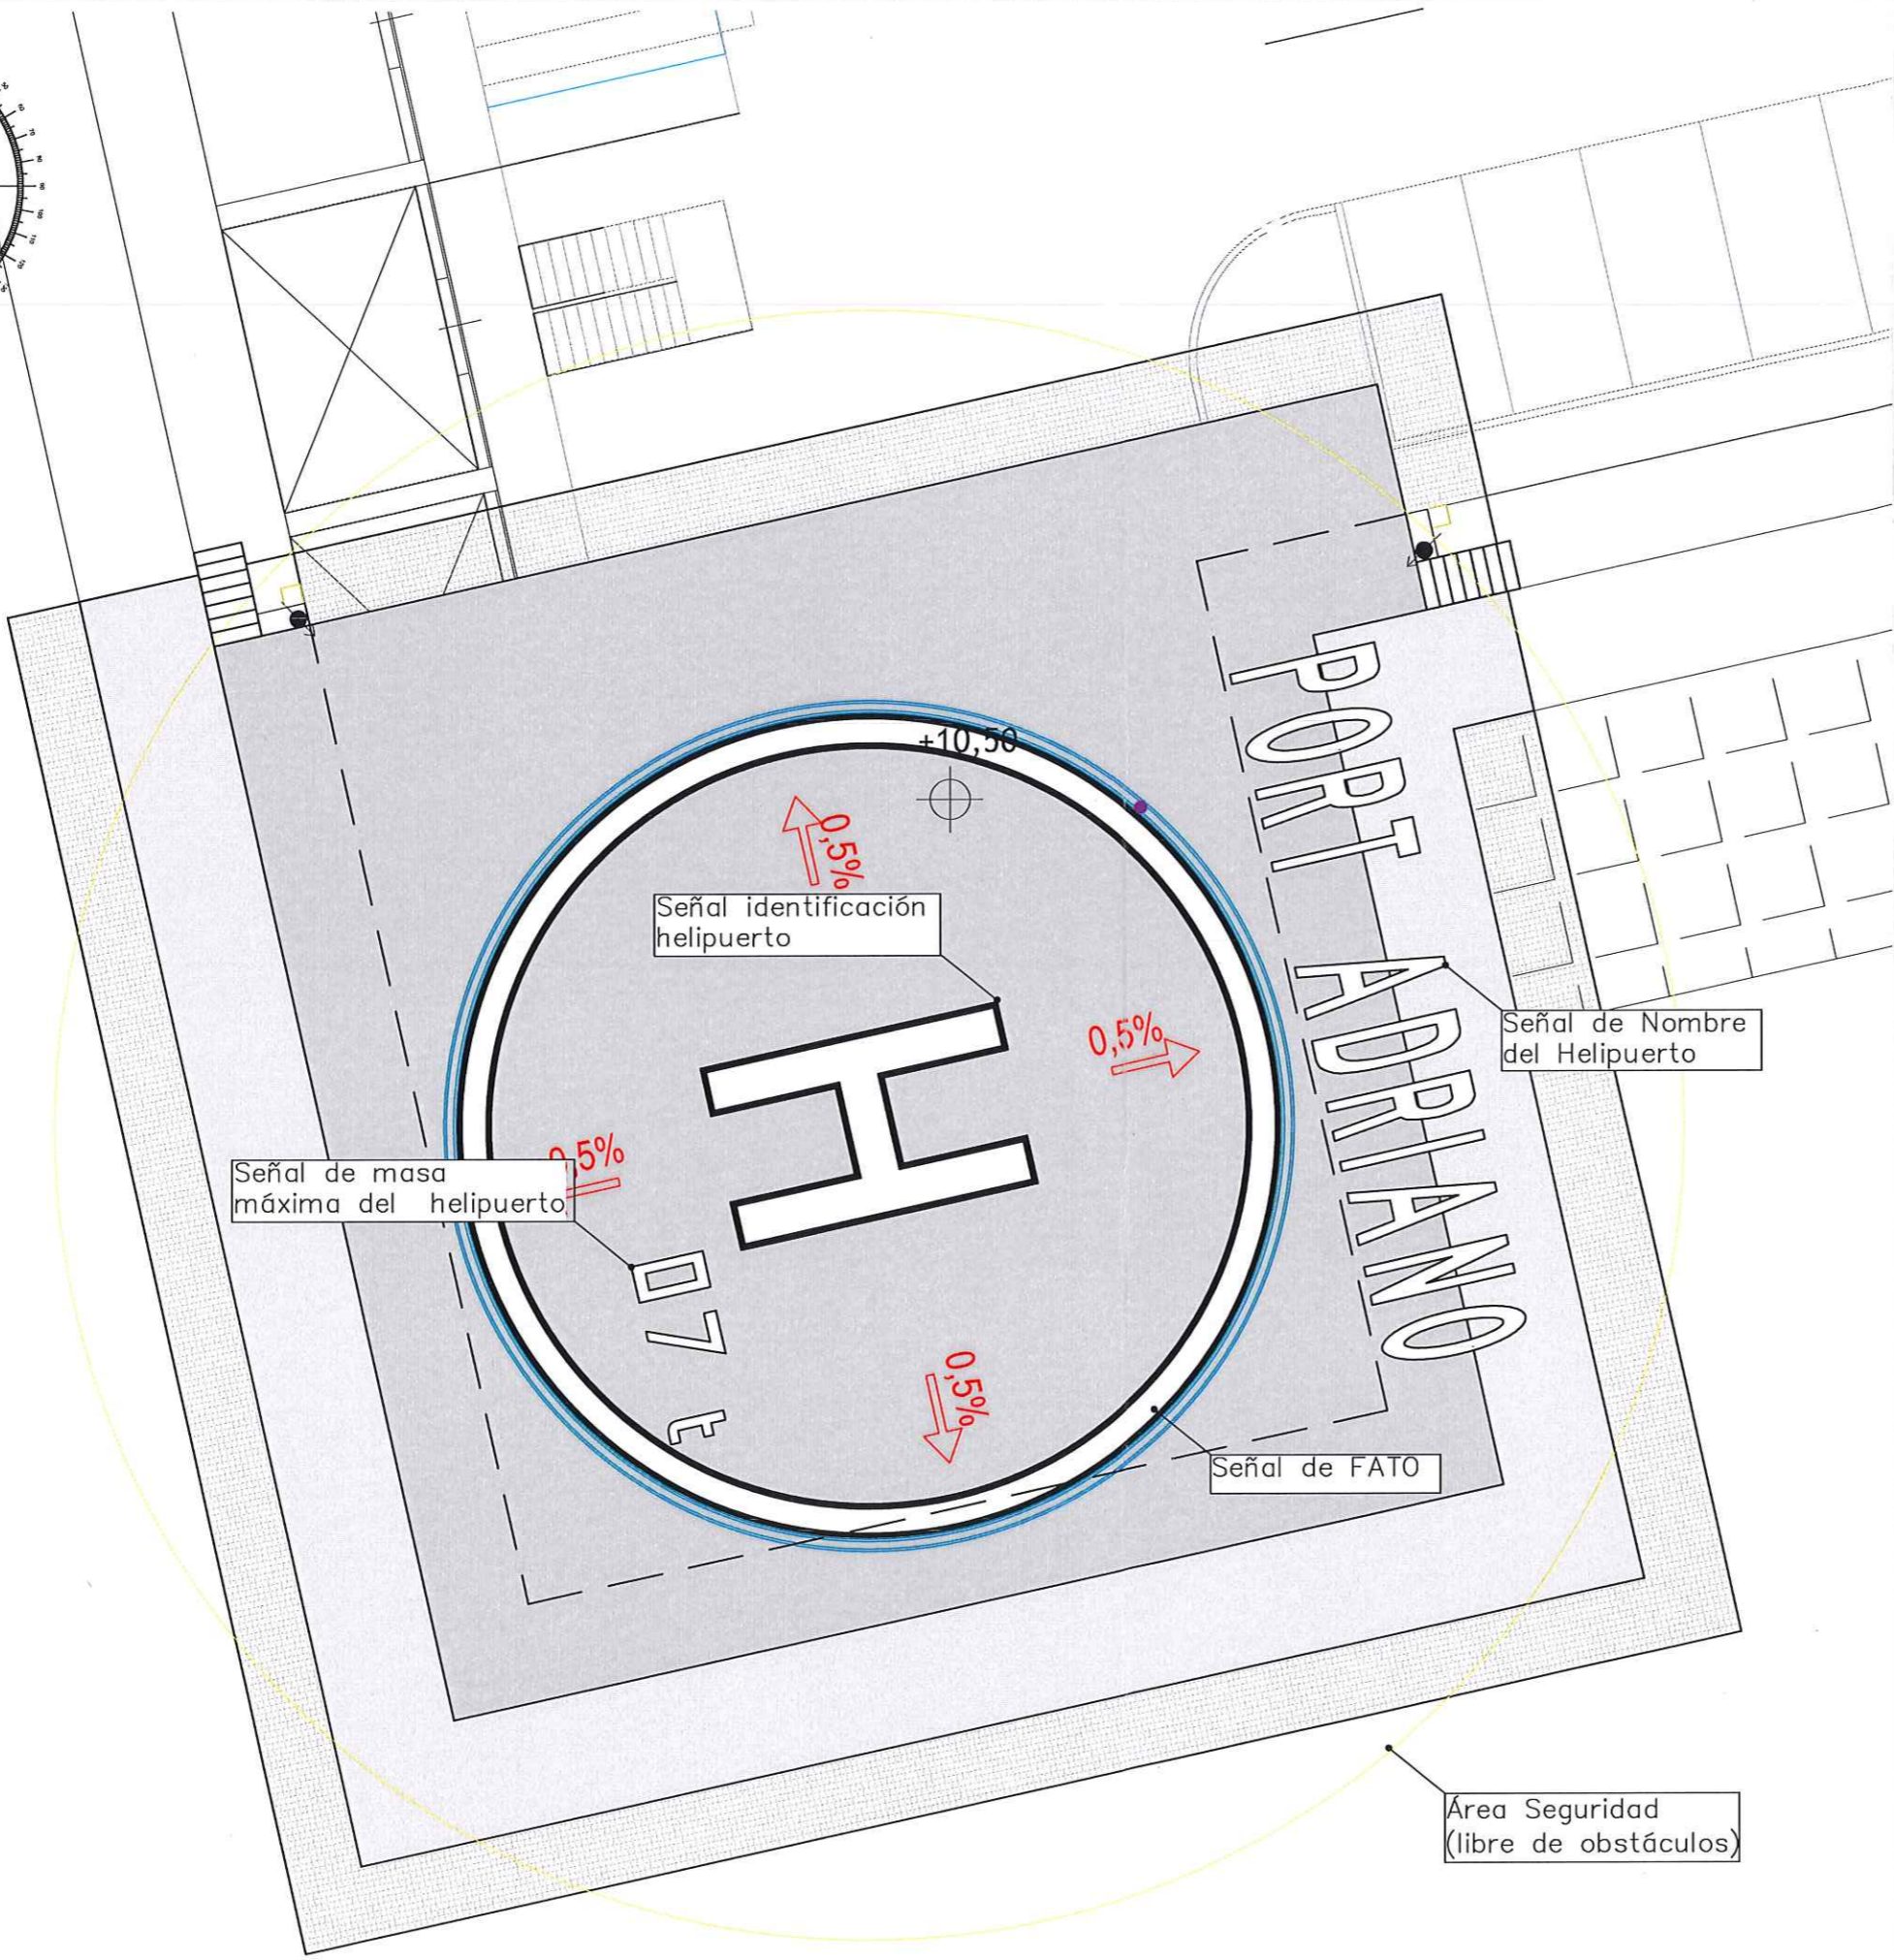 +10,50
0,5%
Señal identificación
helipuerto
0,5%
Señal de Nombre
del Helipuerto
PORT ADRIANO
0,5%
Señal de masa
máxima del helipuerto
07 t
0,5%
Señal de FATO
Área Seguridad
(libre de obstáculos)